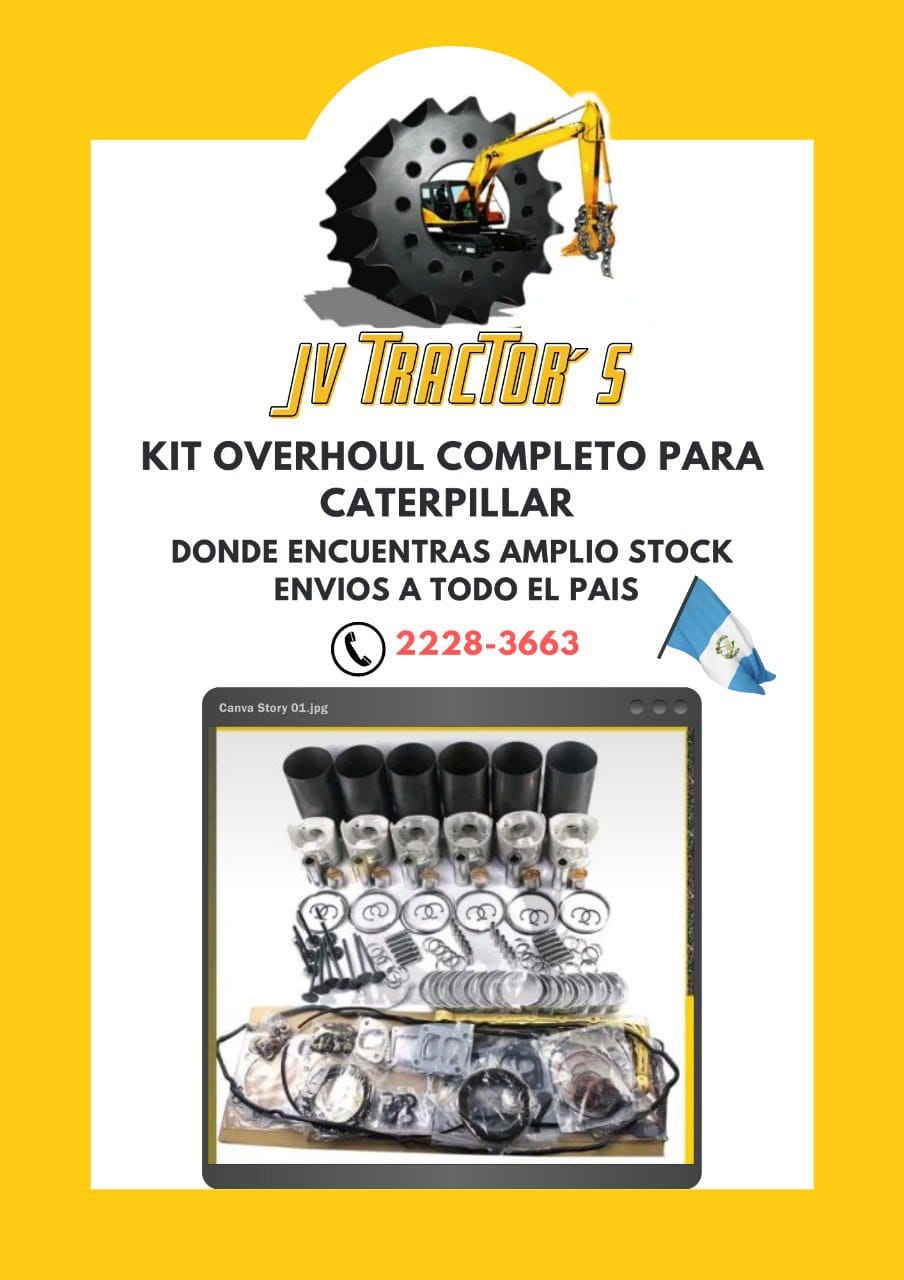 JV TRACTOR´S
KIT OVERHOUL COMPLETO PARA
CATERPILLAR
DONDE ENCUENTRAS AMPLIO STOCK
ENVIOS A TODO EL PAIS
2228-3663
Canva Story 01.jpg